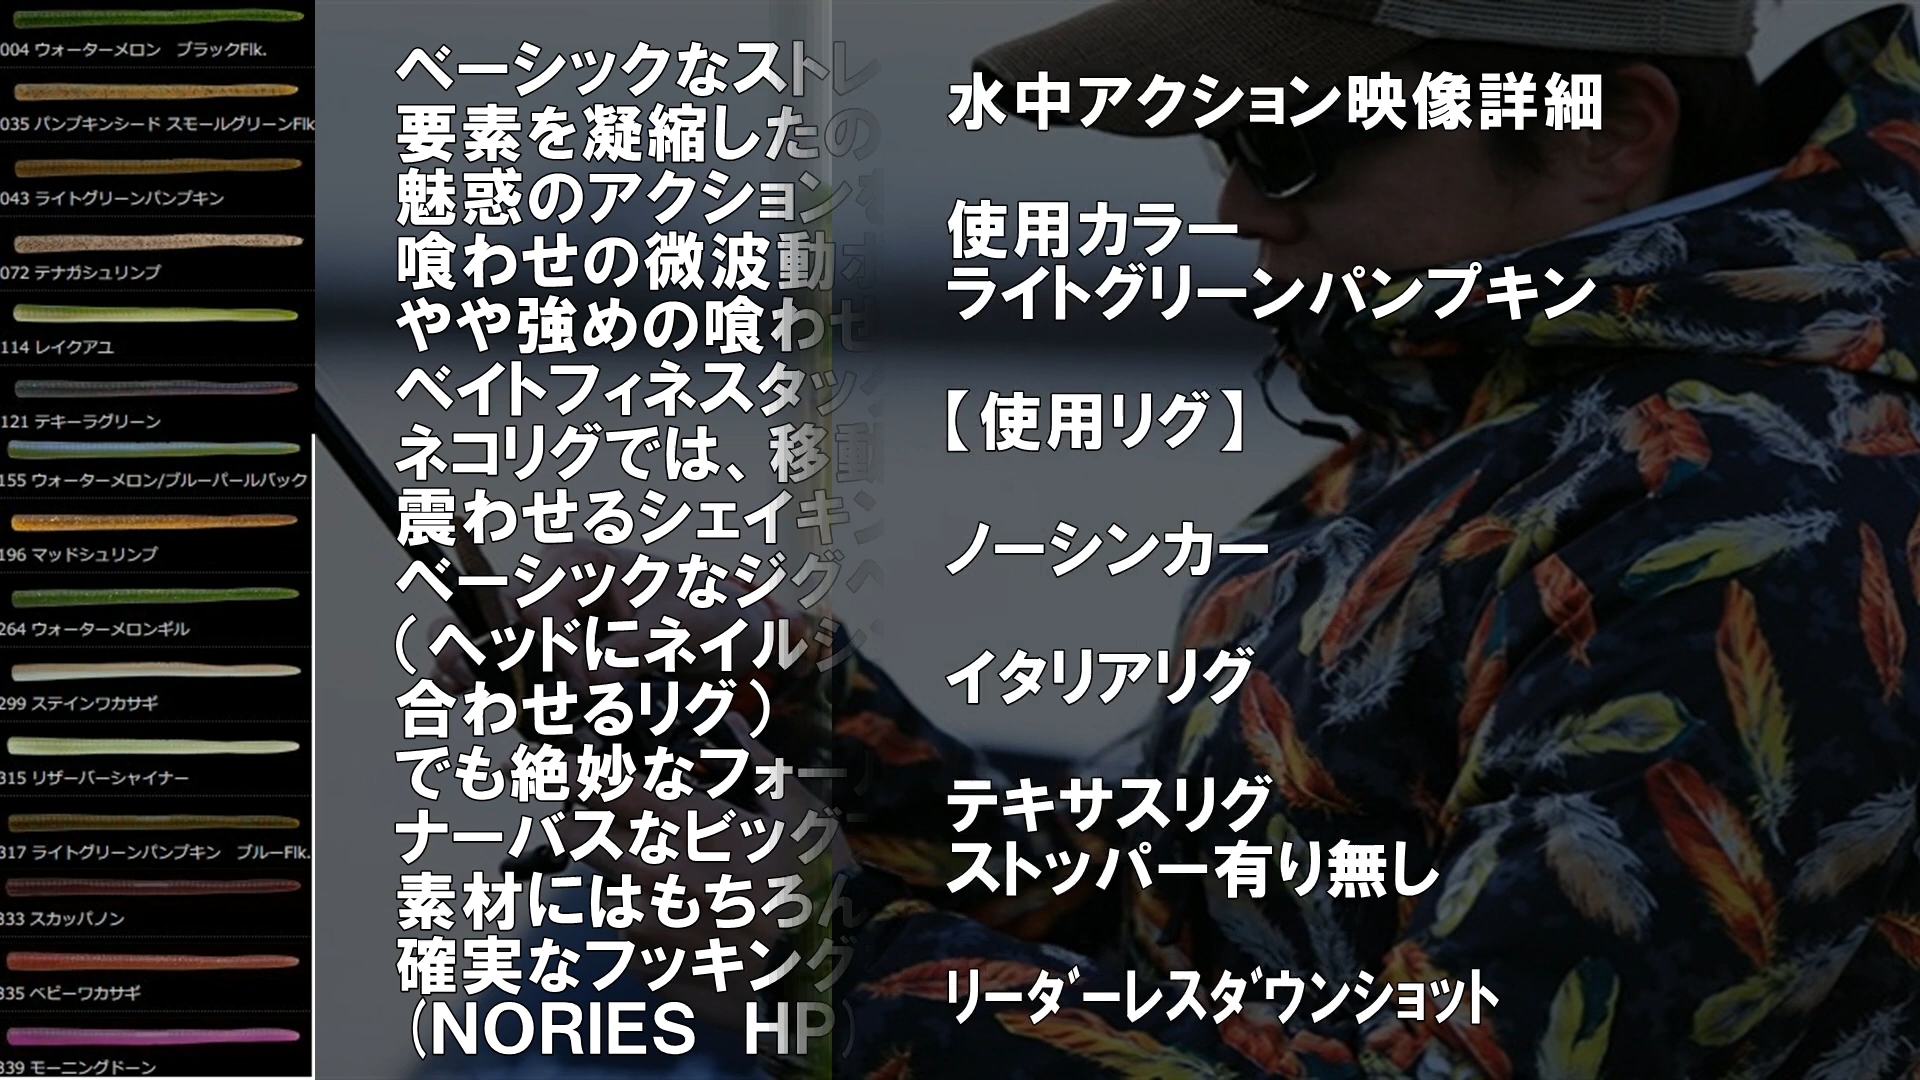 004 ウォーターメロン　ブラックFlk.
035 パンプキンシード スモールグリーンFlk
043 ライトグリーンパンプキン
072 テナガシュリンプ
114 レイクアユ
121 テキーラグリーン
155 ウォーターメロン/ブルーパールバック
196 マッドシュリンプ
264 ウォーターメロンギル
299 ステインワカサギ
315 リザーバーシャイナー
317 ライトグリーンパンプキン　ブルーFlk.
333 スカッパノン
335 ベビーワカサギ
339 モーニングドーン
ベーシックなストレ
要素を凝縮したの
魅惑のアクション
喰わせの微波動
やや強めの喰わせ
ベイトフィネスタッ
ネコリグでは、移動
震わせるシェイキン
ベーシックなジグヘ
（ヘッドにネイルシ
合わせるリグ）
でも絶妙なフォー
ナーバスなビッグ
素材にはもちろん
確実なフッキング
(NORIES　HP)
水中アクション映像詳細
使用カラー
ライトグリーンパンプキン
【使用リグ】
ノーシンカー
イタリアリグ
テキサスリグ
ストッパー有り無し
リーダーレスダウンショット